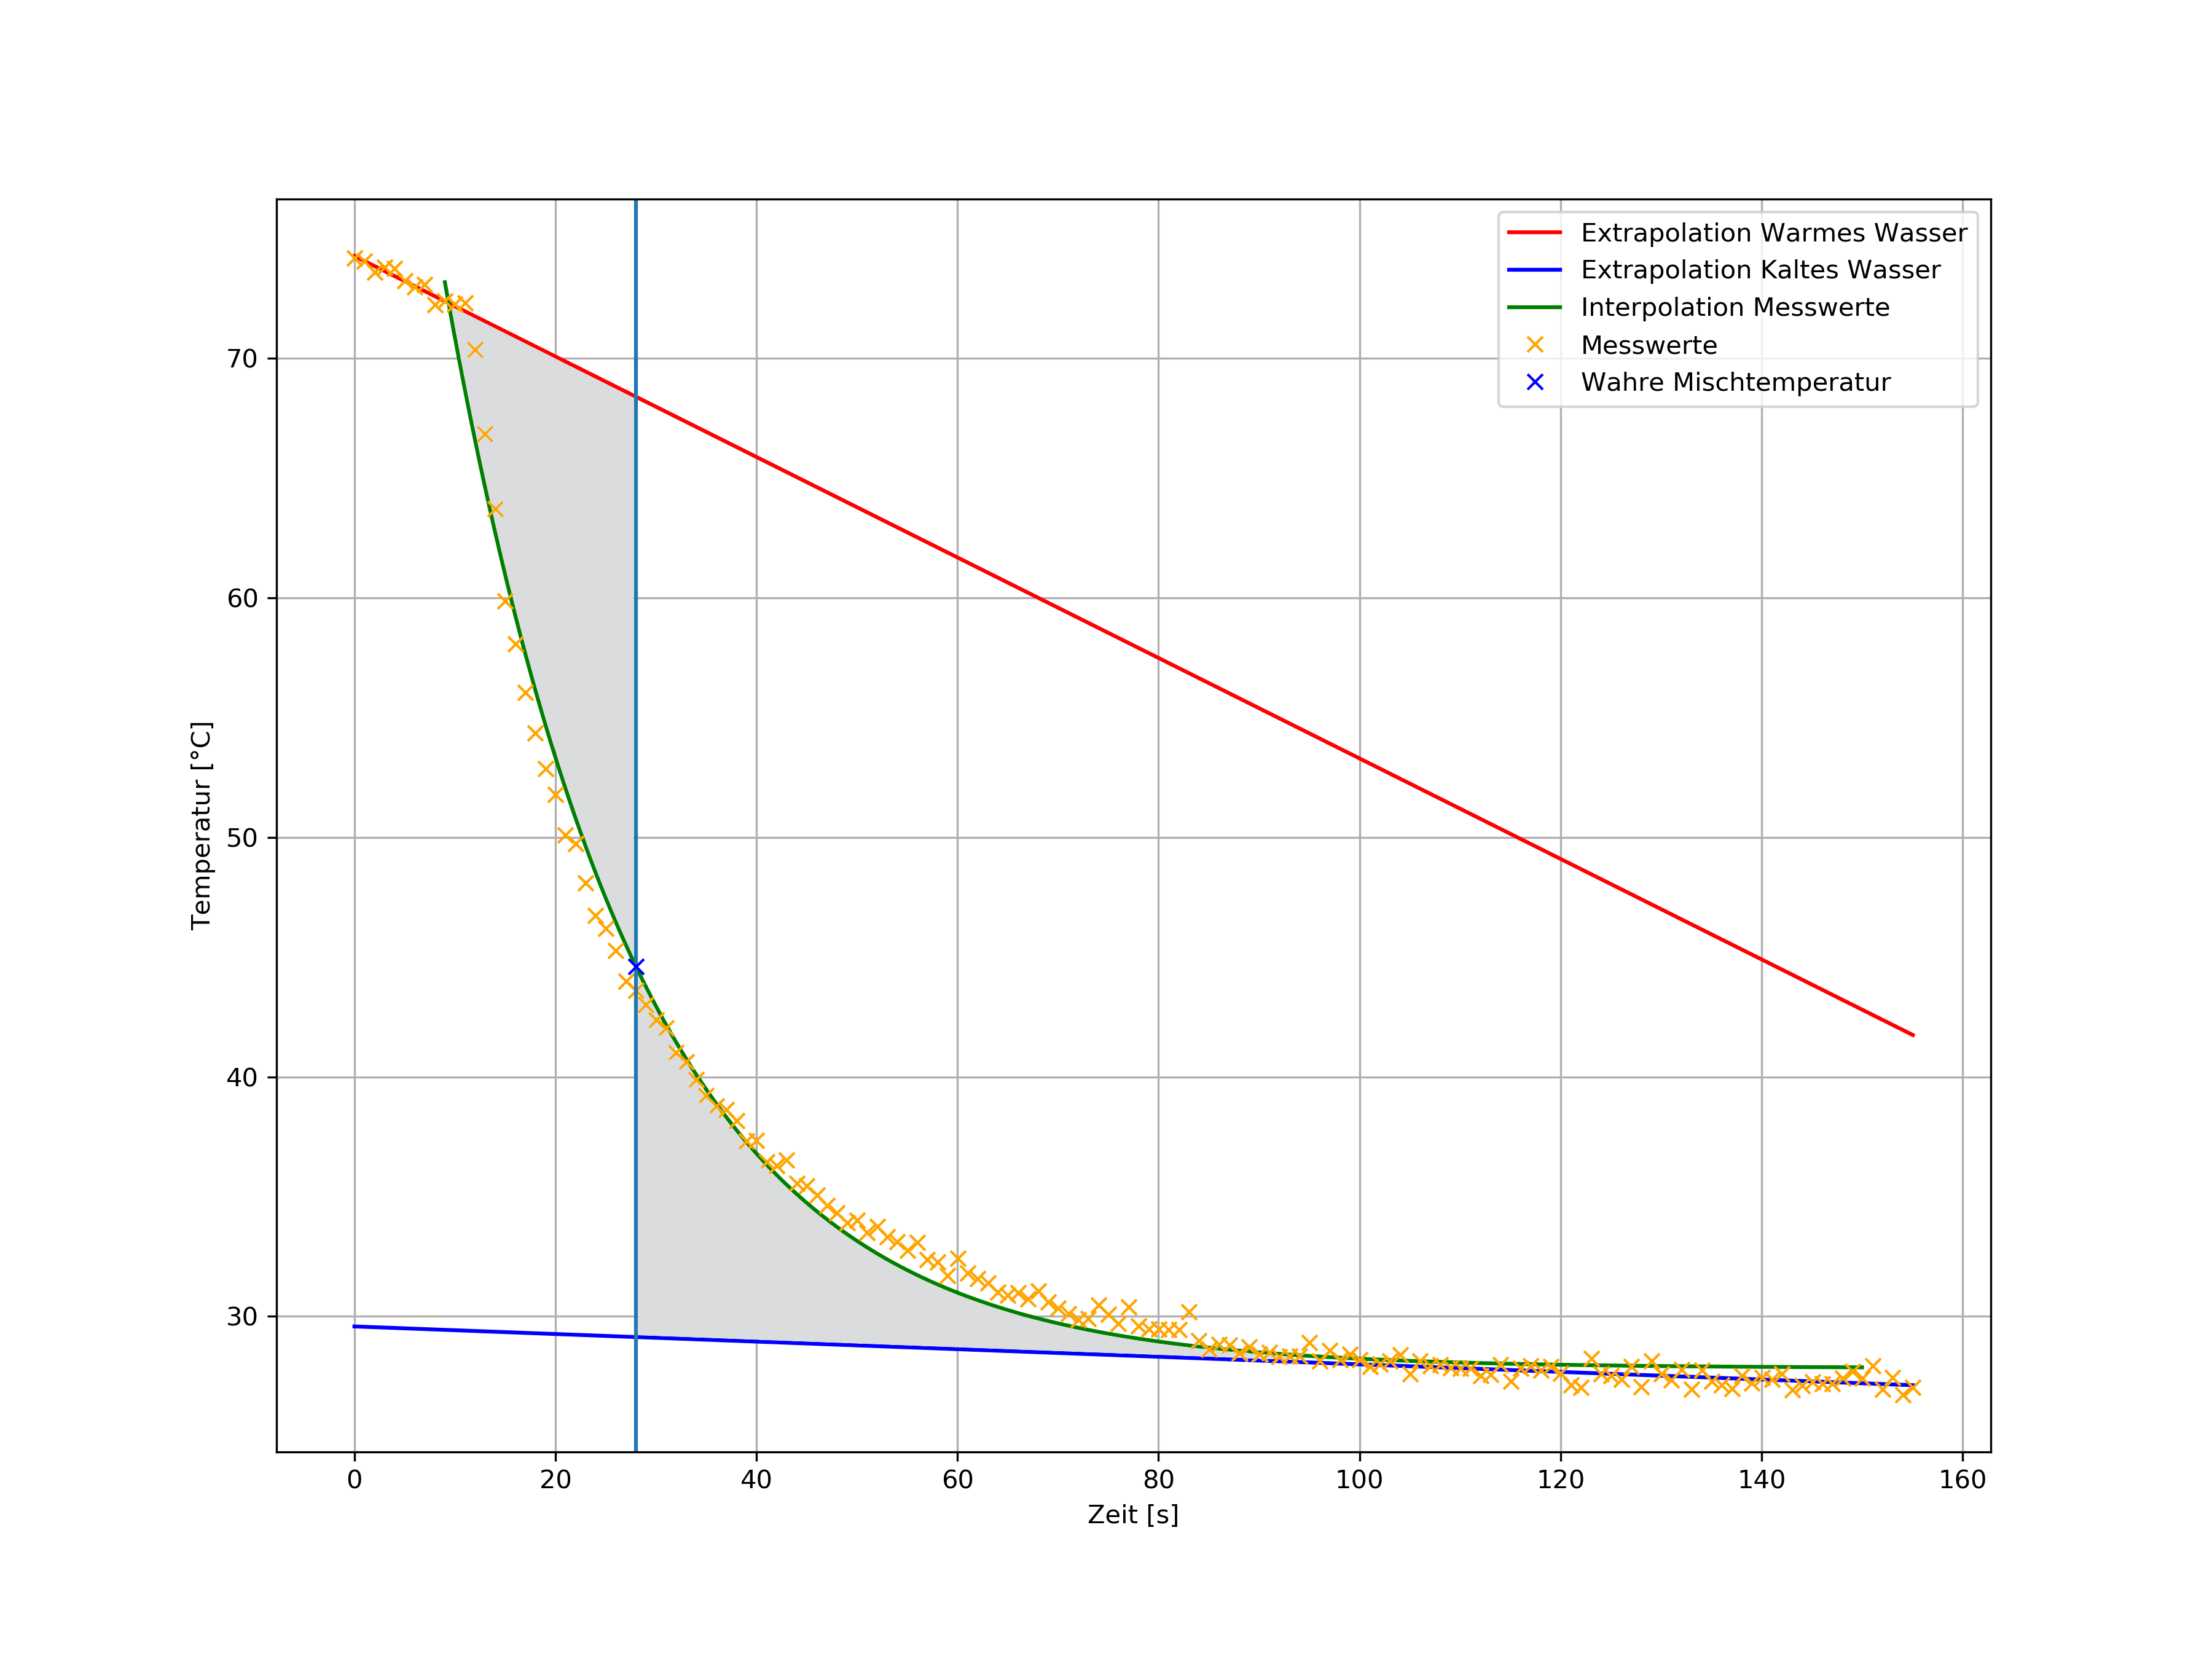 Extrapolation Warmes Wasser
Extrapolation Kaltes Wasser
Interpolation Messwerte
Messwerte
Wahre Mischtemperatur
70
60
50
40
30
Temperatur [°C]
0 20 40 60 80 100 120 140 160
Zeit [s]